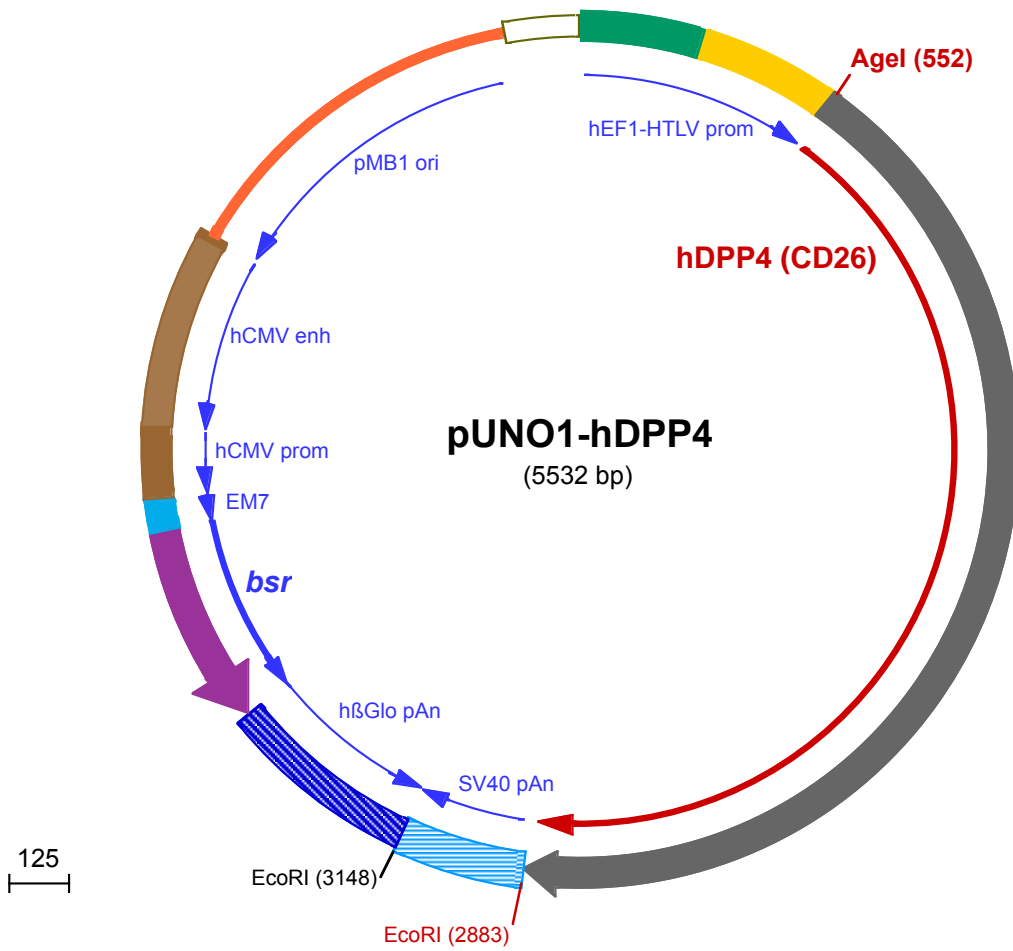 AgeI (552)
hEF1-HTLV prom
pMB1 ori
hDPP4 (CD26)
hCMV enh
pUNO1-hDPP4
(5532 bp)
hCMV prom
EM7
bsr
hßGlo pAn
SV40 pAn
125
EcoRI (3148)
EcoRI (2883)